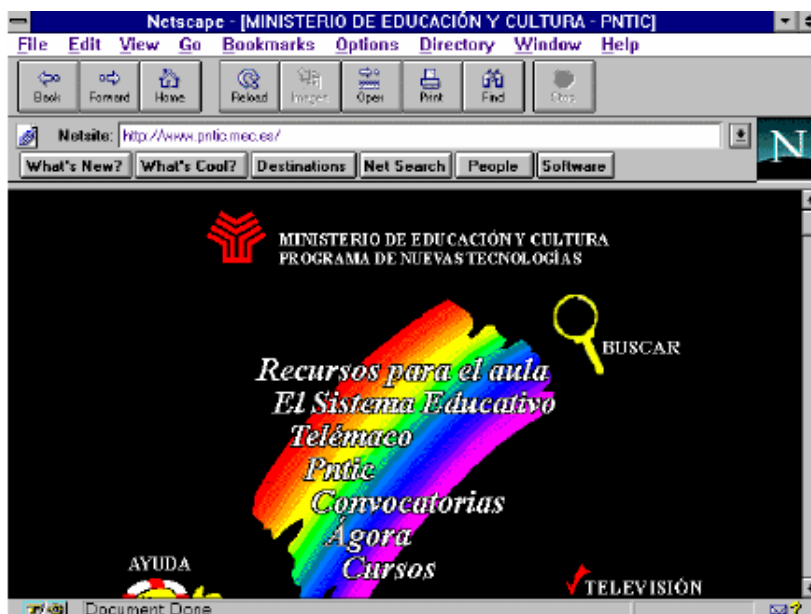 Netscape - [MINISTERIO DE EDUCACIÓN Y CULTURA - PNTIC]
File Edit View Go Bookmarks Options Directory Window Help
Back Forward Home Reload Images Open Print Find Stop
Netsite: http://www.pntic.mec.es/
N
What's New? What's Cool? Destinations Net Search People Software
MINISTERIO DE EDUCACIÓN Y CULTURA
PROGRAMA DE NUEVAS TECNOLOGÍAS
BUSCAR
Recursos para el aula
El Sistema Educativo
Telémaco
Pntic
Convocatorias
Ágora
Cursos
AYUDA
TELEVISIÓN
Document Done